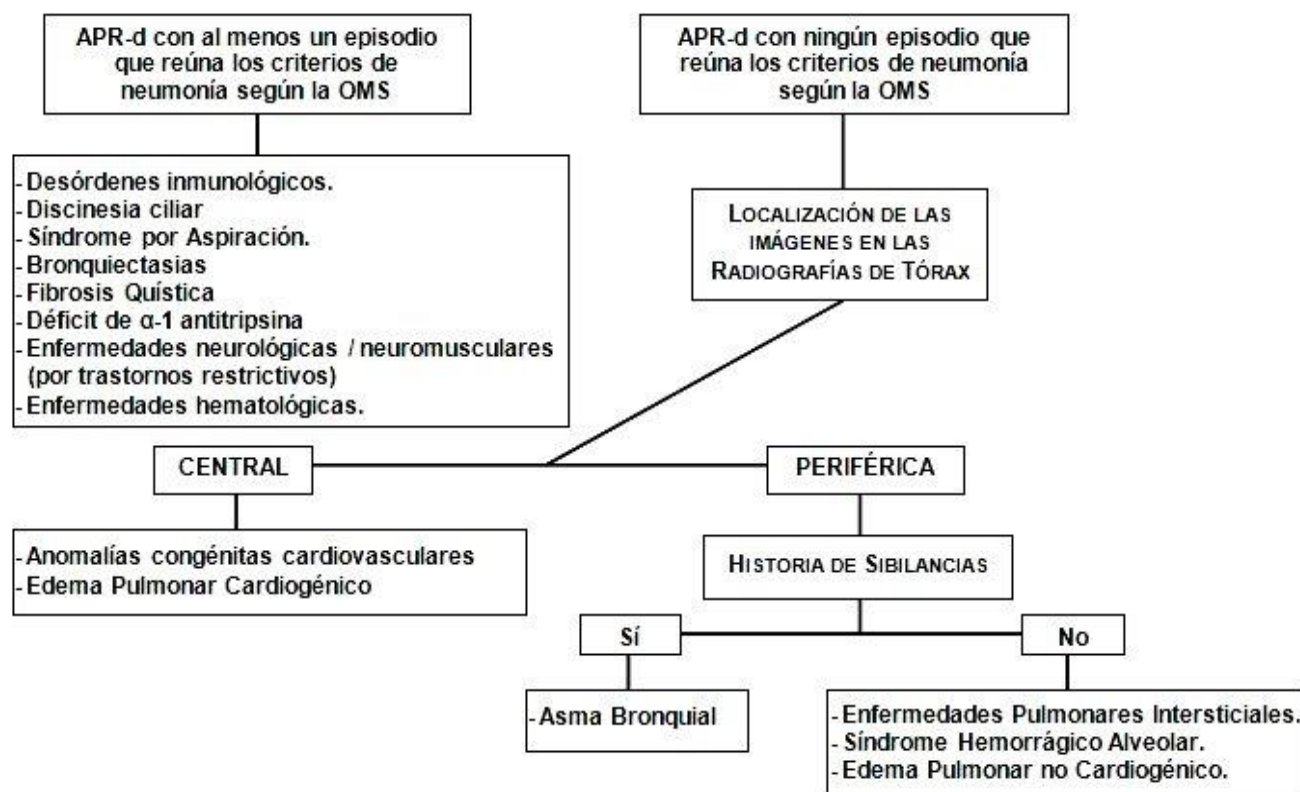 APR-d con al menos un episodio
que reúna los criterios de
neumonía según la OMS
APR-d con ningún episodio que
reúna los criterios de neumonía
según la OMS
- Desórdenes inmunológicos.
- Discinesia ciliar
- Síndrome por Aspiración.
- Bronquiectasias
- Fibrosis Quística
- Déficit de α-1 antitripsina
- Enfermedades neurológicas / neuromusculares
(por trastornos restrictivos)
- Enfermedades hematológicas.
LOCALIZACIÓN DE LAS
IMÁGENES EN LAS
RADIOGRAFÍAS DE TÓRAX
CENTRAL
PERIFÉRICA
- Anomalías congénitas cardiovasculares
- Edema Pulmonar Cardiogénico
HISTORIA DE SIBILANCIAS
SÍ
NO
- Asma Bronquial
- Enfermedades Pulmonares Intersticiales.
- Síndrome Hemorrágico Alveolar.
- Edema Pulmonar no Cardiogénico.